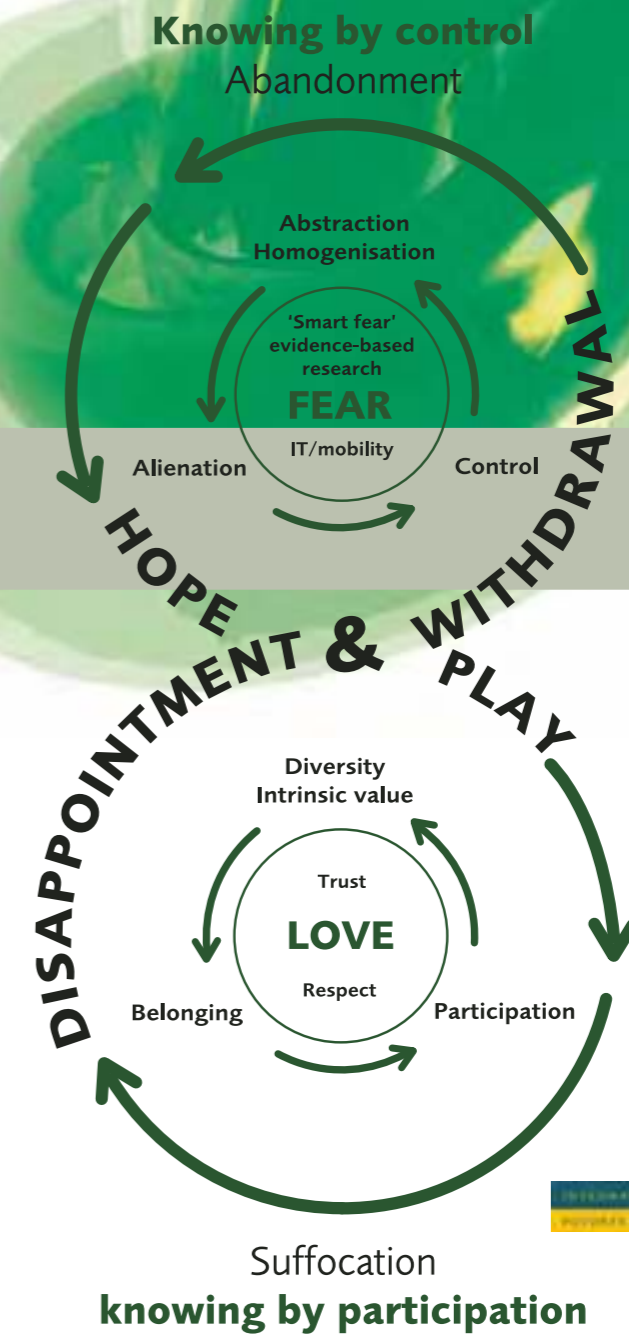 Knowing by control
Abandonment
Abstraction
Homogenisation
‘Smart fear’
evidence-based
research
FEAR
IT/mobility
Alienation
Control
HOPE
& PLAY
DISAPPOINTMENT
WITHDRAWAL
Diversity
Intrinsic value
Trust
LOVE
Respect
Belonging
Participation
Suffocation
knowing by participation